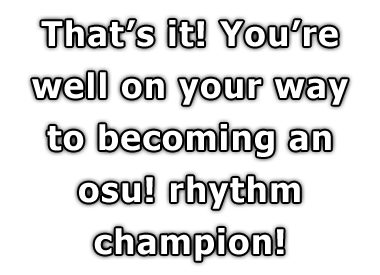 That’s it! You’re
well on your way
to becoming an
osu! rhythm
champion!